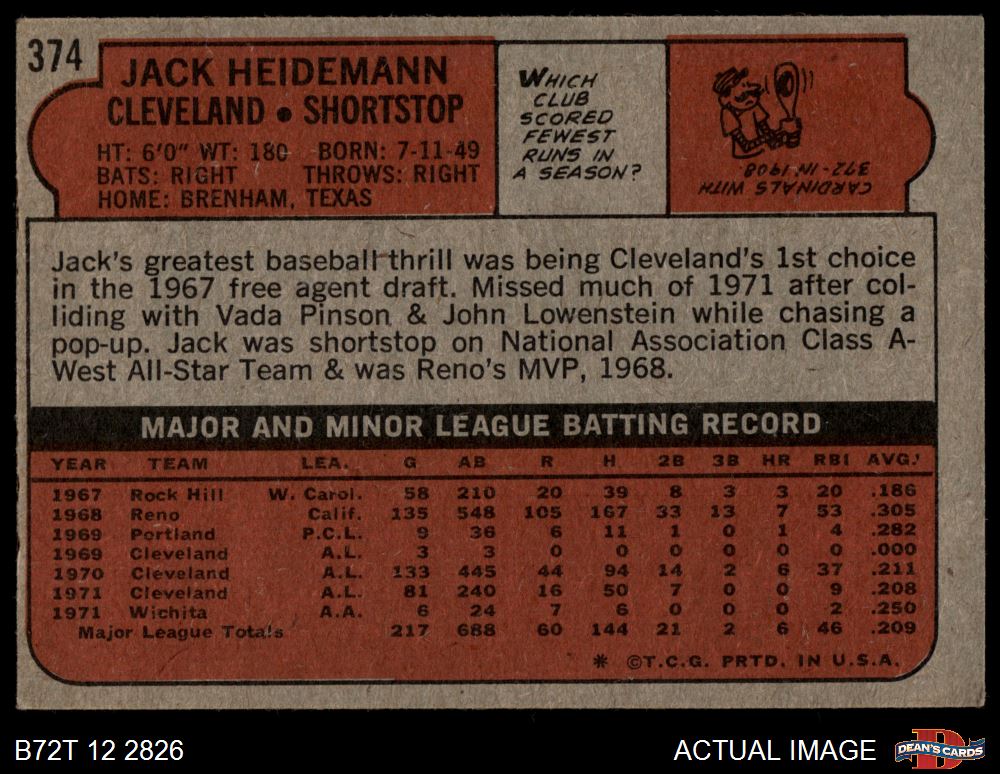 374
JACK HEIDEMANN
CLEVELAND • SHORTSTOP
HT: 6'0" WT: 180 BORN: 7-11-49
BATS: RIGHT THROWS: RIGHT
HOME: BRENHAM, TEXAS
WHICH
CLUB
SCORED
FEWEST
RUNS IN
A SEASON?
CARDINALS WITH
372-IN-1908
Jack's greatest baseball thrill was being Cleveland's 1st choice
in the 1967 free agent draft. Missed much of 1971 after col-
liding with Vada Pinson & John Lowenstein while chasing a
pop-up. Jack was shortstop on National Association Class A-
West All-Star Team & was Reno's MVP, 1968.
MAJOR AND MINOR LEAGUE BATTING RECORD
YEAR TEAM LEA. G AB R H 2B 3B HR RBI AVG.
1967 Rock Hill W. Carol. 58 210 20 39 8 3 3 20 .186
1968 Reno Calif. 135 548 105 167 33 13 7 53 .305
1969 Portland P.C.L. 9 36 6 11 1 0 1 4 .282
1969 Cleveland A.L. 3 3 0 0 0 0 0 0 .000
1970 Cleveland A.L. 133 445 44 94 14 2 6 37 .211
1971 Cleveland A.L. 81 240 16 50 7 0 0 9 .208
1971 Wichita A.A. 6 24 7 6 0 0 0 2 .250
Major League Totals 217 688 60 144 21 2 6 46 .209
* ©T.C.G. PRTD. IN U.S.A.
B72T 12 2826
ACTUAL IMAGE
DEAN'S CARDS